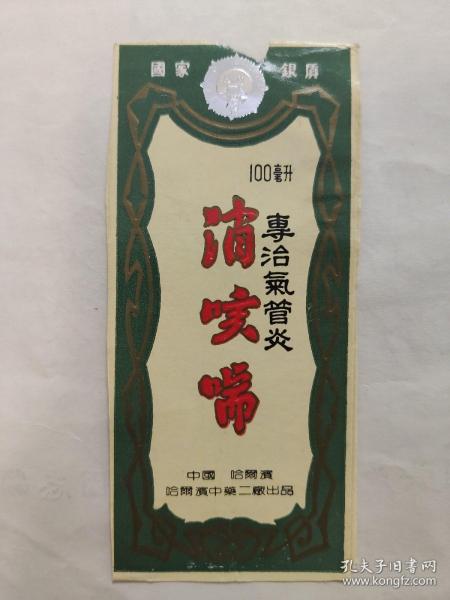 國家 銀質
100毫升
專治氣管炎
消咳喘
中國 哈爾濱
哈爾濱中藥二廠出品
孔夫子旧书网
www.kongfz.com